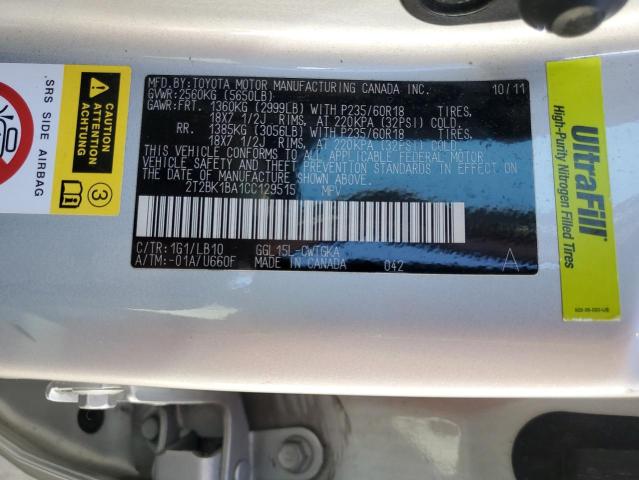 SRS SIDE AIRBAG
MFD.BY:TOYOTA MOTOR MANUFACTURING CANADA INC. 10/11
GVWR:2560KG (5650LB)
GAWR:FRT. 1360KG (2999LB) WITH P235/60R18 TIRES,
18X7 1/2J RIMS, AT 220KPA (32PSI) COLD.
RR. 1385KG (3056LB) WITH P235/60R18 TIRES,
18X7 1/2J RIMS, AT 220KPA (32PSI) COLD.
THIS VEHICLE CONFORMS TO ALL APPLICABLE FEDERAL MOTOR
VEHICLE SAFETY AND THEFT PREVENTION STANDARDS IN EFFECT ON
THE DATE OF MANUFACTURE SHOWN ABOVE.
2T2BK1BA1CC129515 MPV
C/TR:1G1/LB10 GGL15L-CWTGKA
A/TM:-01A/U660F MADE IN CANADA 042 A
UltraFill
High-Purity Nitrogen Filled Tires